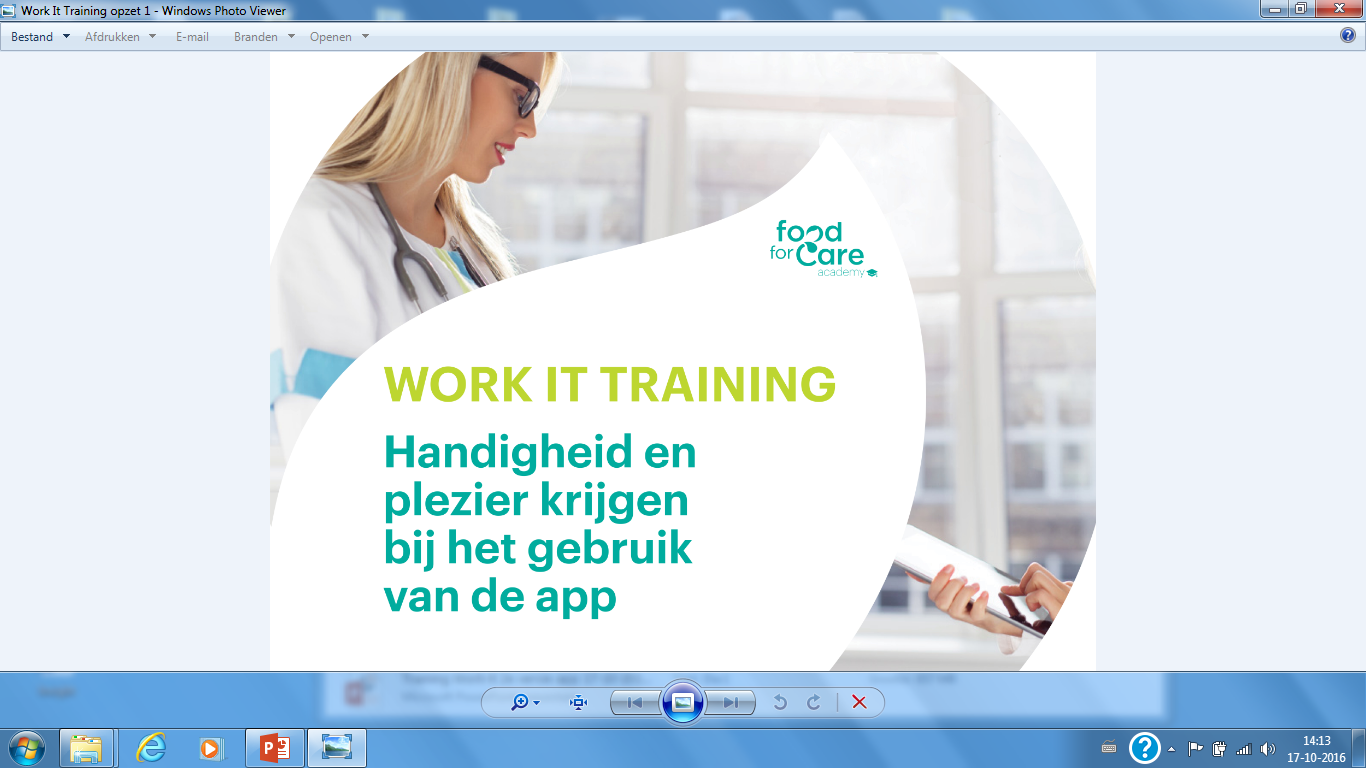 Work It Training opzet 1 - Windows Photo Viewer
Bestand Afdrukken E-mail Branden Openen
food
for Care
academy
WORK IT TRAINING
Handigheid en
plezier krijgen
bij het gebruik
van de app
14:13
17-10-2016